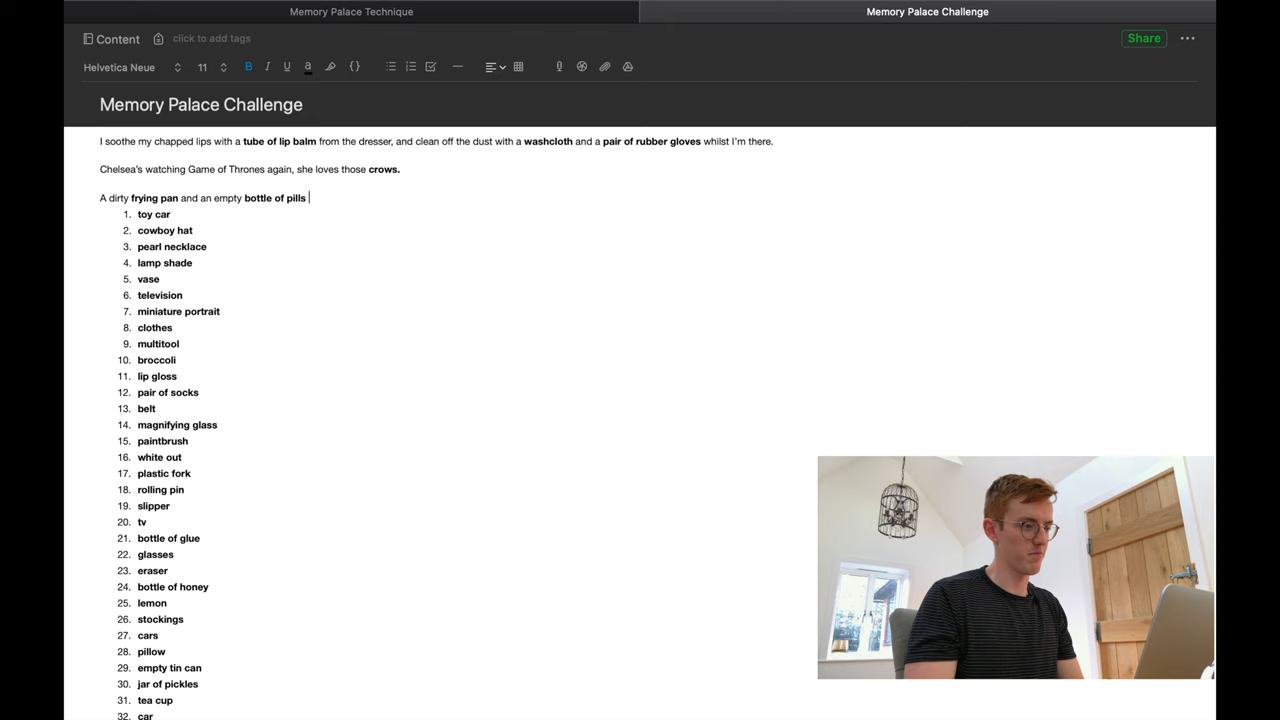 Memory Palace Technique
Memory Palace Challenge
Content
click to add tags
Share
Helvetica Neue
11
B I U a
Memory Palace Challenge
I soothe my chapped lips with a tube of lip balm from the dresser, and clean off the dust with a washcloth and a pair of rubber gloves whilst I'm there.
Chelsea's watching Game of Thrones again, she loves those crows.
A dirty frying pan and an empty bottle of pills
1. toy car
2. cowboy hat
3. pearl necklace
4. lamp shade
5. vase
6. television
7. miniature portrait
8. clothes
9. multitool
10. broccoli
11. lip gloss
12. pair of socks
13. belt
14. magnifying glass
15. paintbrush
16. white out
17. plastic fork
18. rolling pin
19. slipper
20. tv
21. bottle of glue
22. glasses
23. eraser
24. bottle of honey
25. lemon
26. stockings
27. cars
28. pillow
29. empty tin can
30. jar of pickles
31. tea cup
32. car